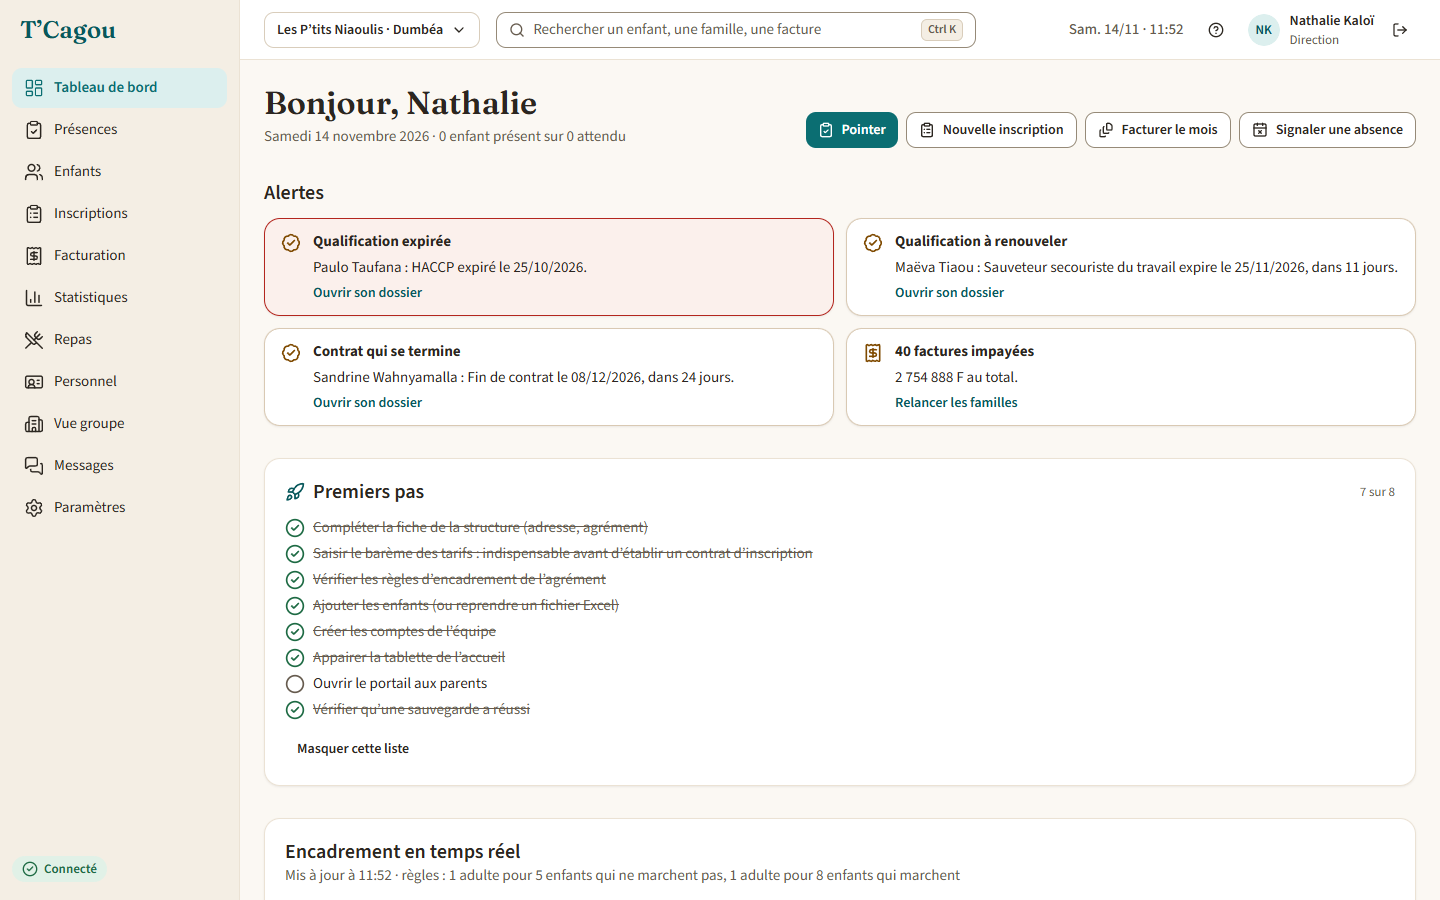 T’Cagou
Tableau de bord
Présences
Enfants
Inscriptions
Facturation
Statistiques
Repas
Personnel
Vue groupe
Messages
Paramètres
Connecté
Les P’tits Niaoulis · Dumbéa
Rechercher un enfant, une famille, une facture
Ctrl K
Sam. 14/11 · 11:52
NK
Nathalie Kaloï
Direction
Bonjour, Nathalie
Samedi 14 novembre 2026 · 0 enfant présent sur 0 attendu
Pointer
Nouvelle inscription
Facturer le mois
Signaler une absence
Alertes
Qualification expirée
Paulo Taufana : HACCP expiré le 25/10/2026.
Ouvrir son dossier
Qualification à renouveler
Maëva Tiaou : Sauveteur secouriste du travail expire le 25/11/2026, dans 11 jours.
Ouvrir son dossier
Contrat qui se termine
Sandrine Wahnyamalla : Fin de contrat le 08/12/2026, dans 24 jours.
Ouvrir son dossier
40 factures impayées
2 754 888 F au total.
Relancer les familles
Premiers pas
7 sur 8
Compléter la fiche de la structure (adresse, agrément)
Saisir le barème des tarifs : indispensable avant d’établir un contrat d’inscription
Vérifier les règles d’encadrement de l’agrément
Ajouter les enfants (ou reprendre un fichier Excel)
Créer les comptes de l’équipe
Appairer la tablette de l’accueil
Ouvrir le portail aux parents
Vérifier qu’une sauvegarde a réussi
Masquer cette liste
Encadrement en temps réel
Mis à jour à 11:52 · règles : 1 adulte pour 5 enfants qui ne marchent pas, 1 adulte pour 8 enfants qui marchent